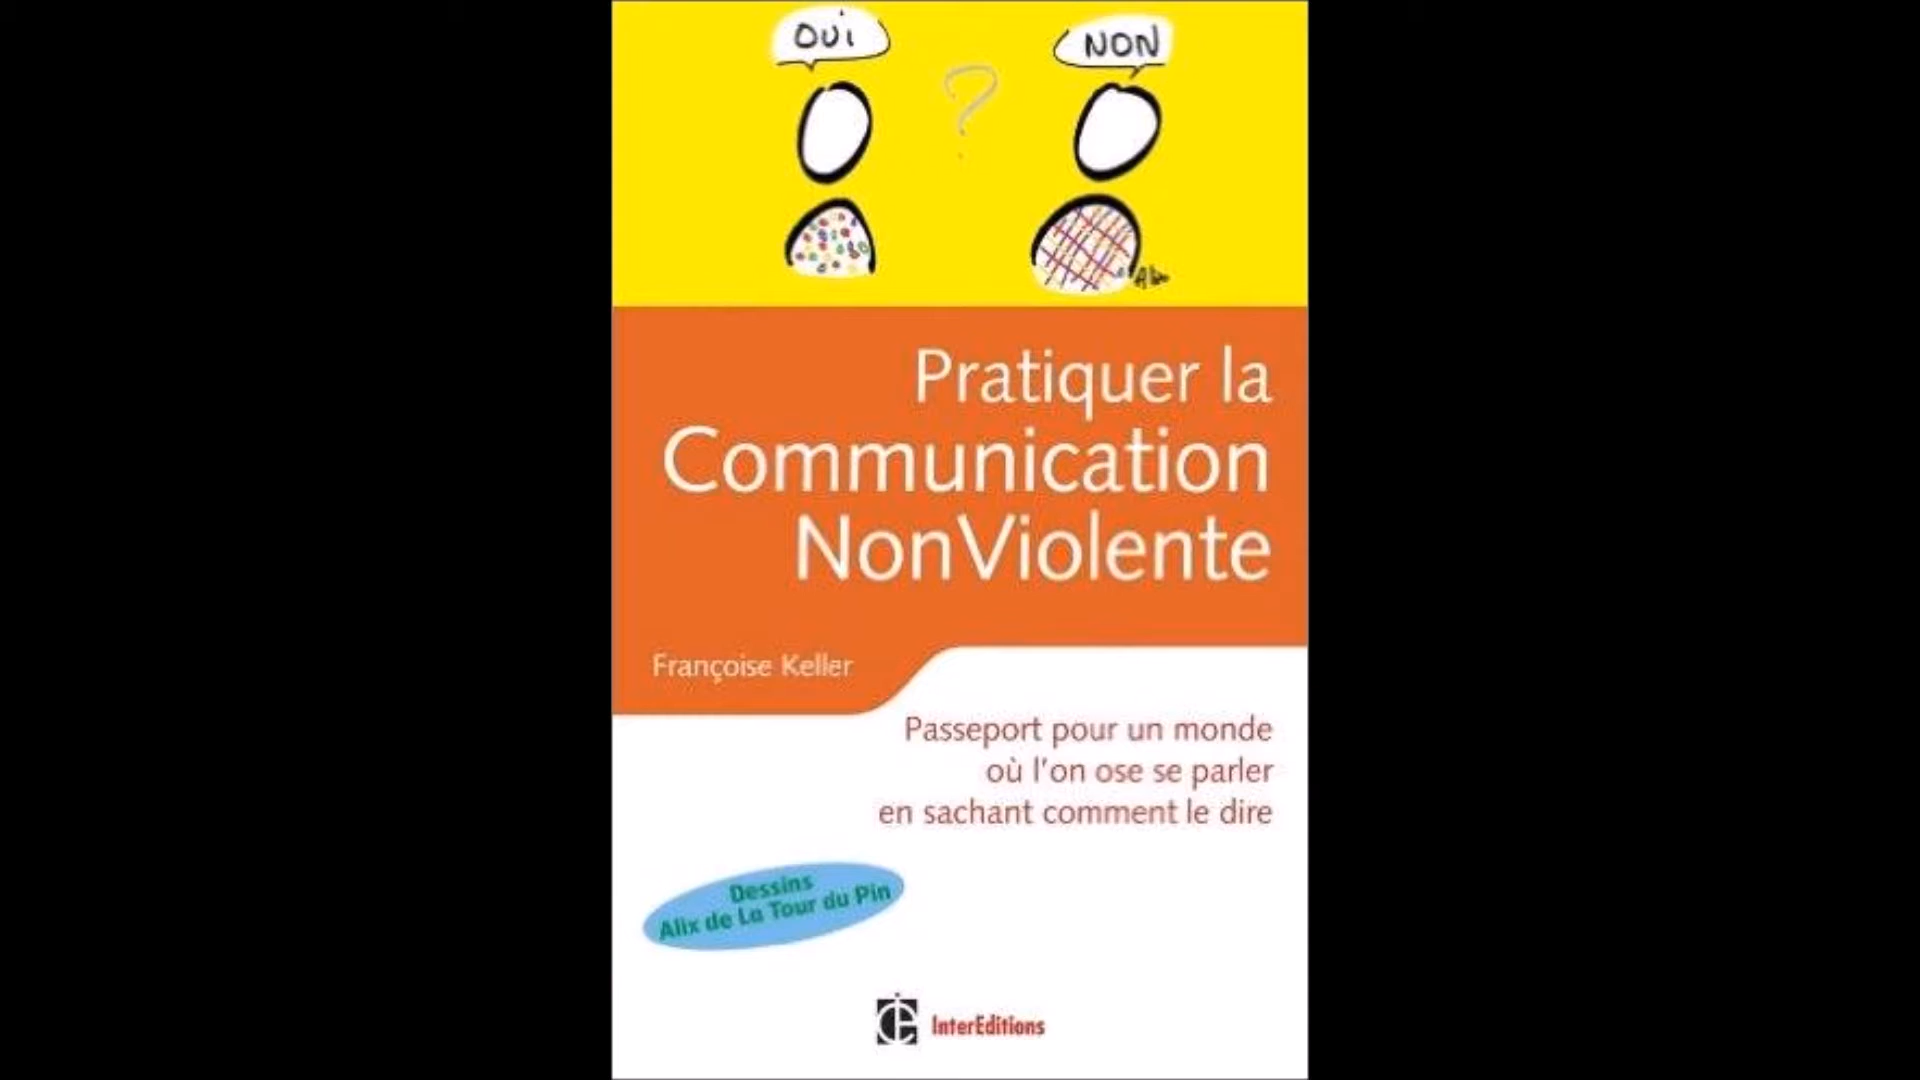 OUi
NON
?
Pratiquer la
Communication
NonViolente
Françoise Keller
Passeport pour un monde
où l'on ose se parler
en sachant comment le dire
Dessins
Alix de La Tour du Pin
InterEditions